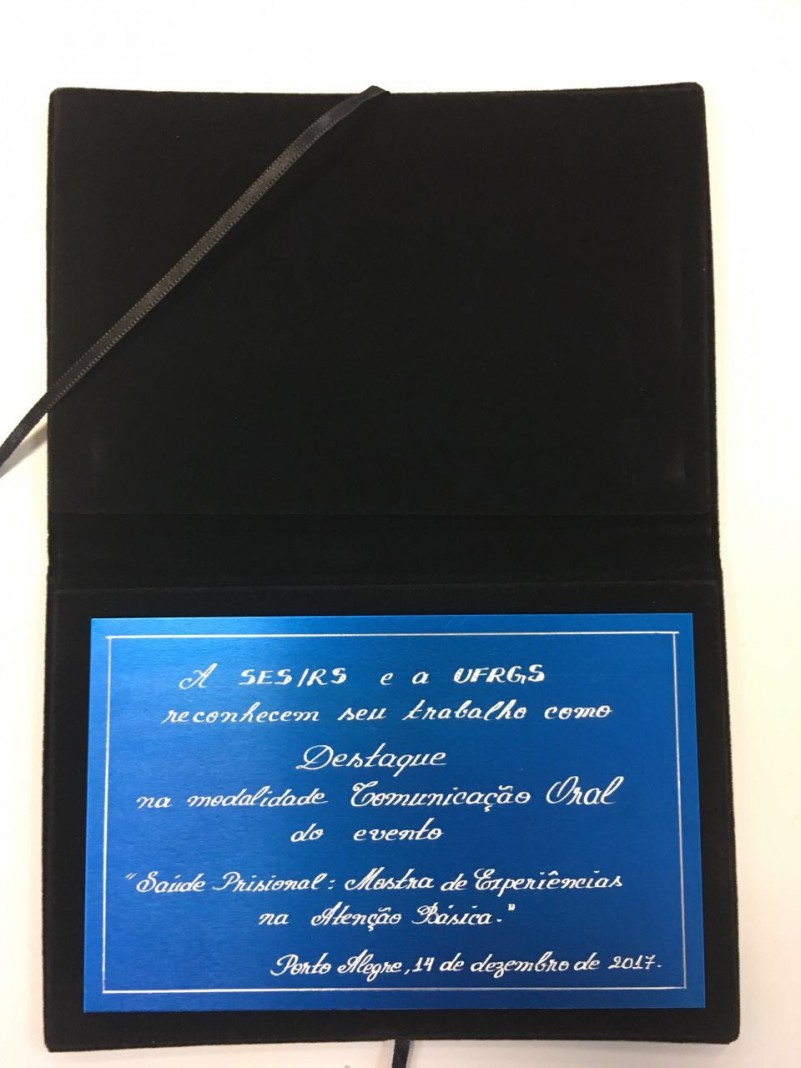 A SES/RS e a UFRGS
reconhecem seu trabalho como
Destaque
na modalidade Comunicação Oral
do evento
"Saúde Prisional: Mostra de Experiências
na Atenção Básica."
Porto Alegre, 14 de dezembro de 2017.